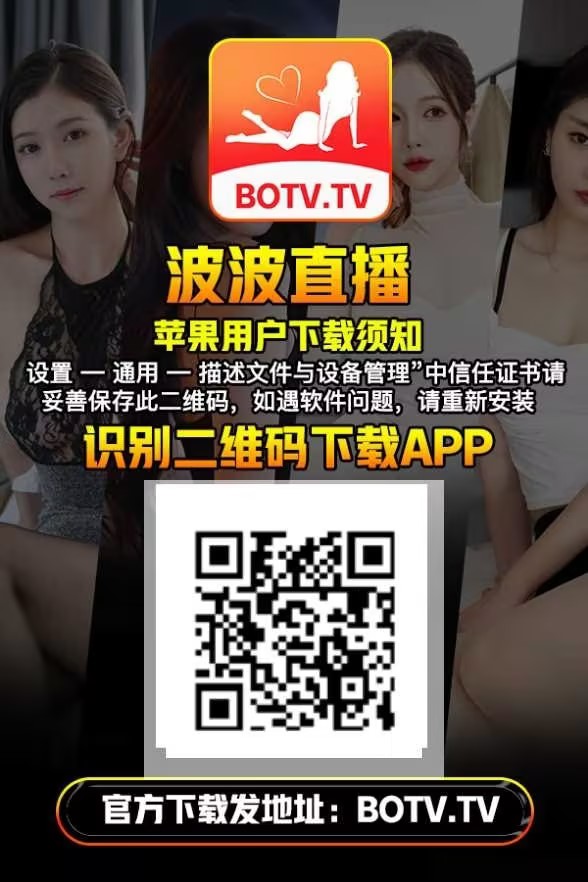 BOTV.TV
波波直播
苹果用户下载须知
设置 一 通用 一 描述文件与设备管理”中信任证书请
妥善保存此二维码，如遇软件问题，请重新安装
识别二维码下载APP
官方下载发地址：BOTV.TV